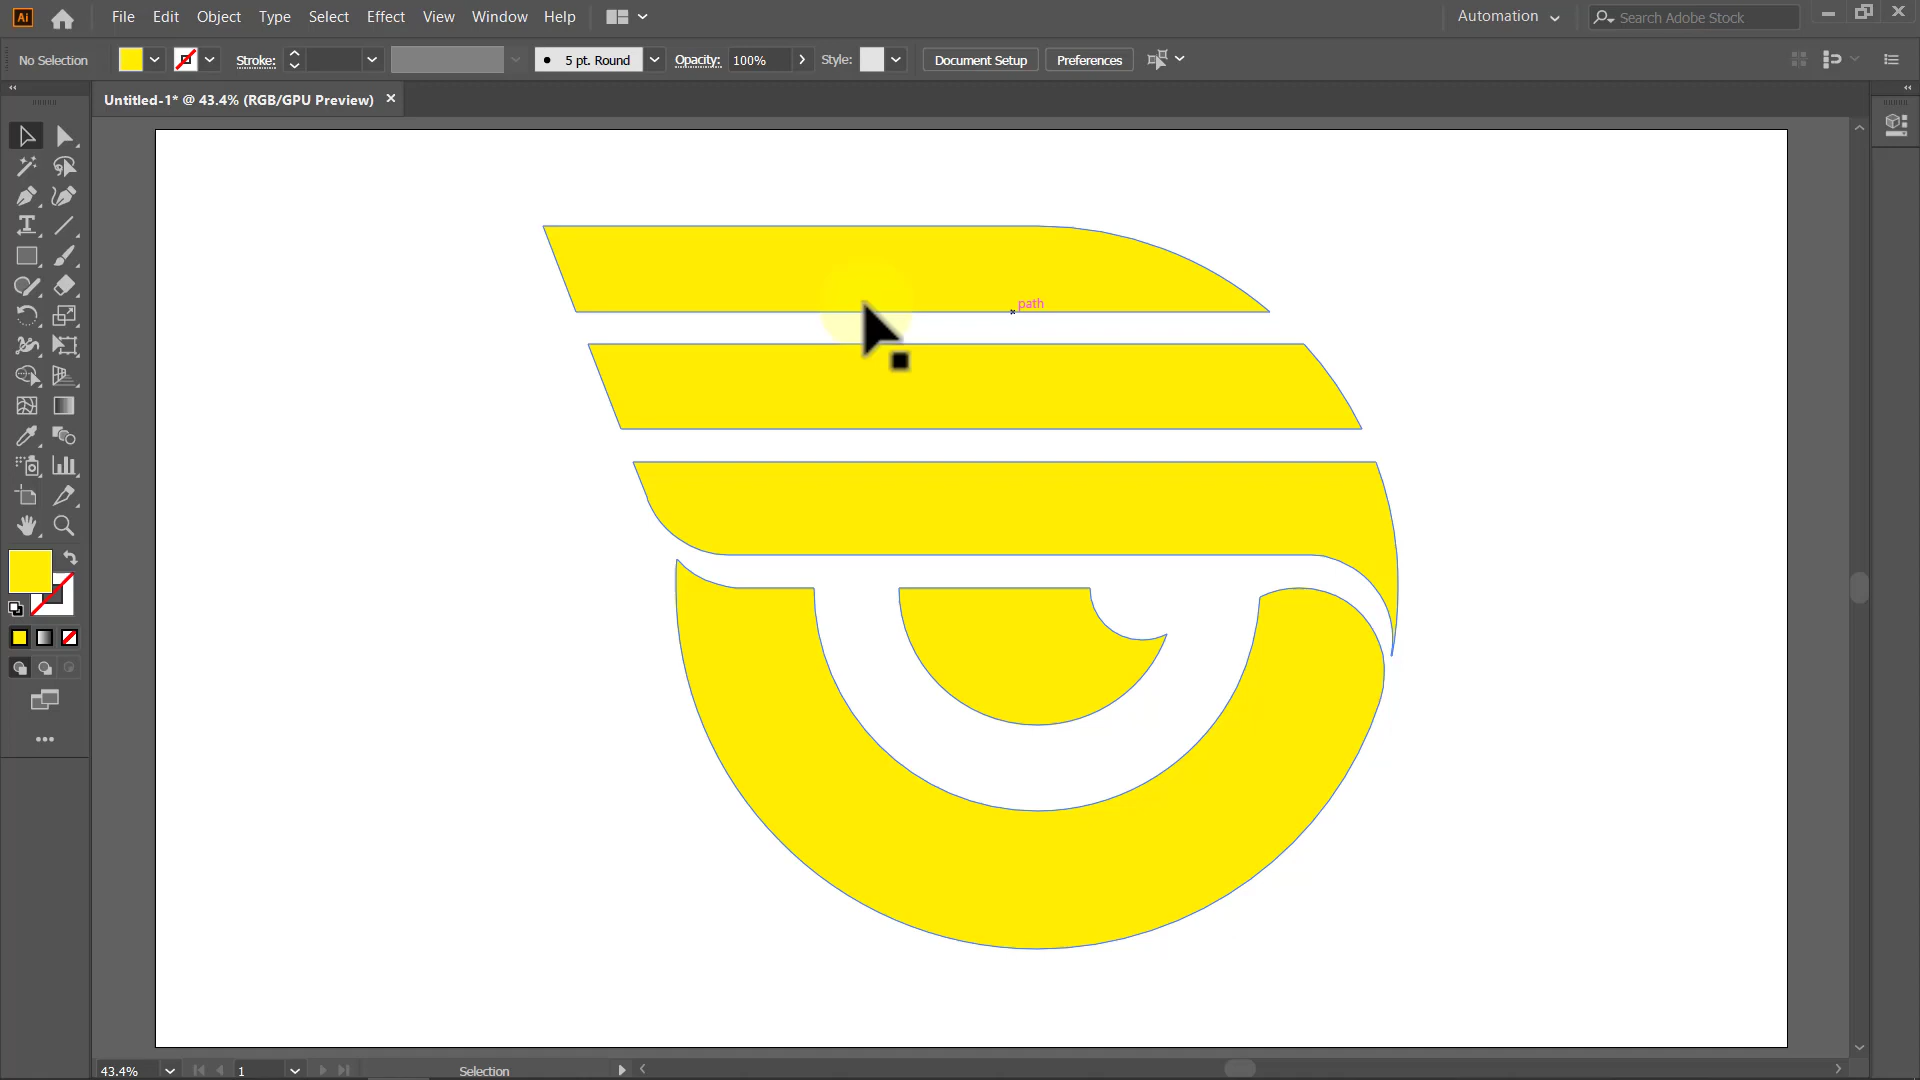 Ai File Edit Object Type Select Effect View Window Help Automation Search Adobe Stock
No Selection Stroke: 5 pt. Round Opacity: 100% Style: Document Setup Preferences
Untitled-1* @ 43.4% (RGB/GPU Preview)
path
43.4% 1 Selection